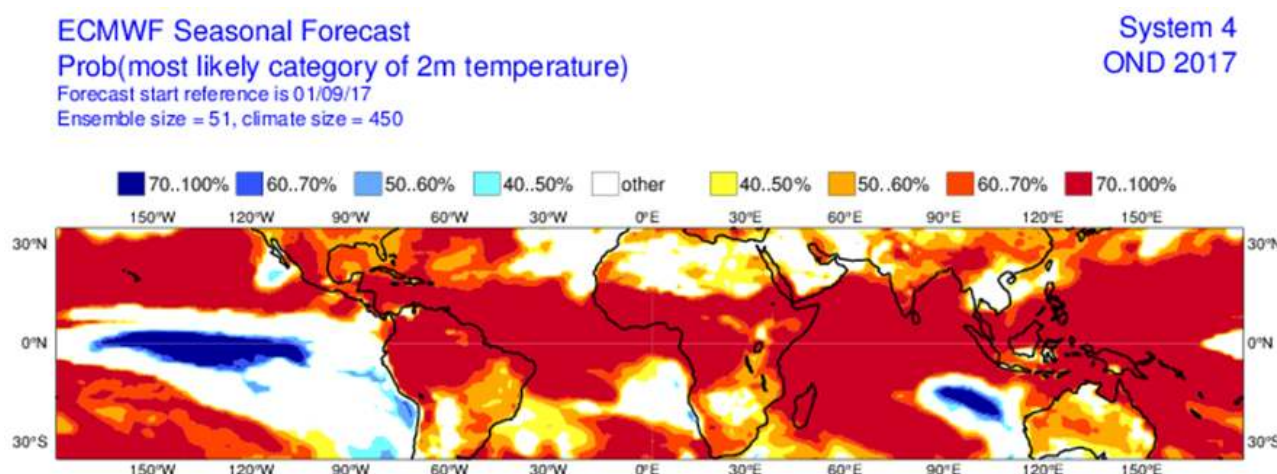 ECMWF Seasonal Forecast
System 4
Prob(most likely category of 2m temperature)
OND 2017
Forecast start reference is 01/09/17
Ensemble size = 51, climate size = 450
70..100% 60..70% 50..60% 40..50% other 40..50% 50..60% 60..70% 70..100%
150°W 120°W 90°W 60°W 30°W 0°E 30°E 60°E 90°E 120°E 150°E
30°N 30°N
0°N 0°N
30°S 30°S
150°W 120°W 90°W 60°W 30°W 0°E 30°E 60°E 90°E 120°E 150°E